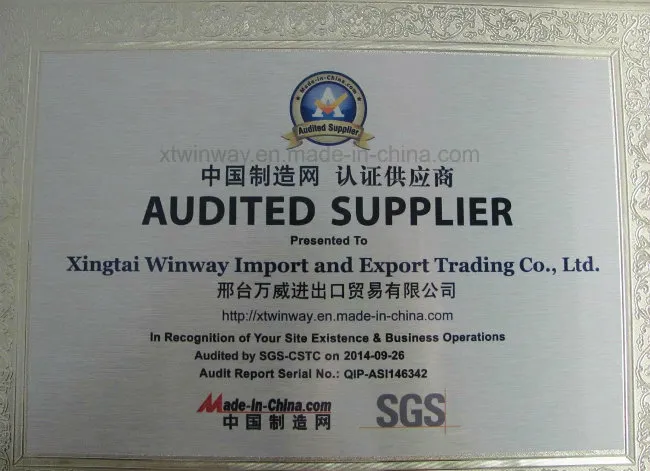 Made-in-China.com
Audited Supplier
xtwinway.en.made-in-china.com
中国制造网 认证供应商
AUDITED SUPPLIER
Presented To
Xingtai Winway Import and Export Trading Co., Ltd.
邢台万威进出口贸易有限公司
http://xtwinway.en.made-in-china.com
In Recognition of Your Site Existence & Business Operations
Audited by SGS-CSTC on 2014-09-26
Audit Report Serial No.: QIP-ASI146342
Made-in-China.com
中国制造网
SGS